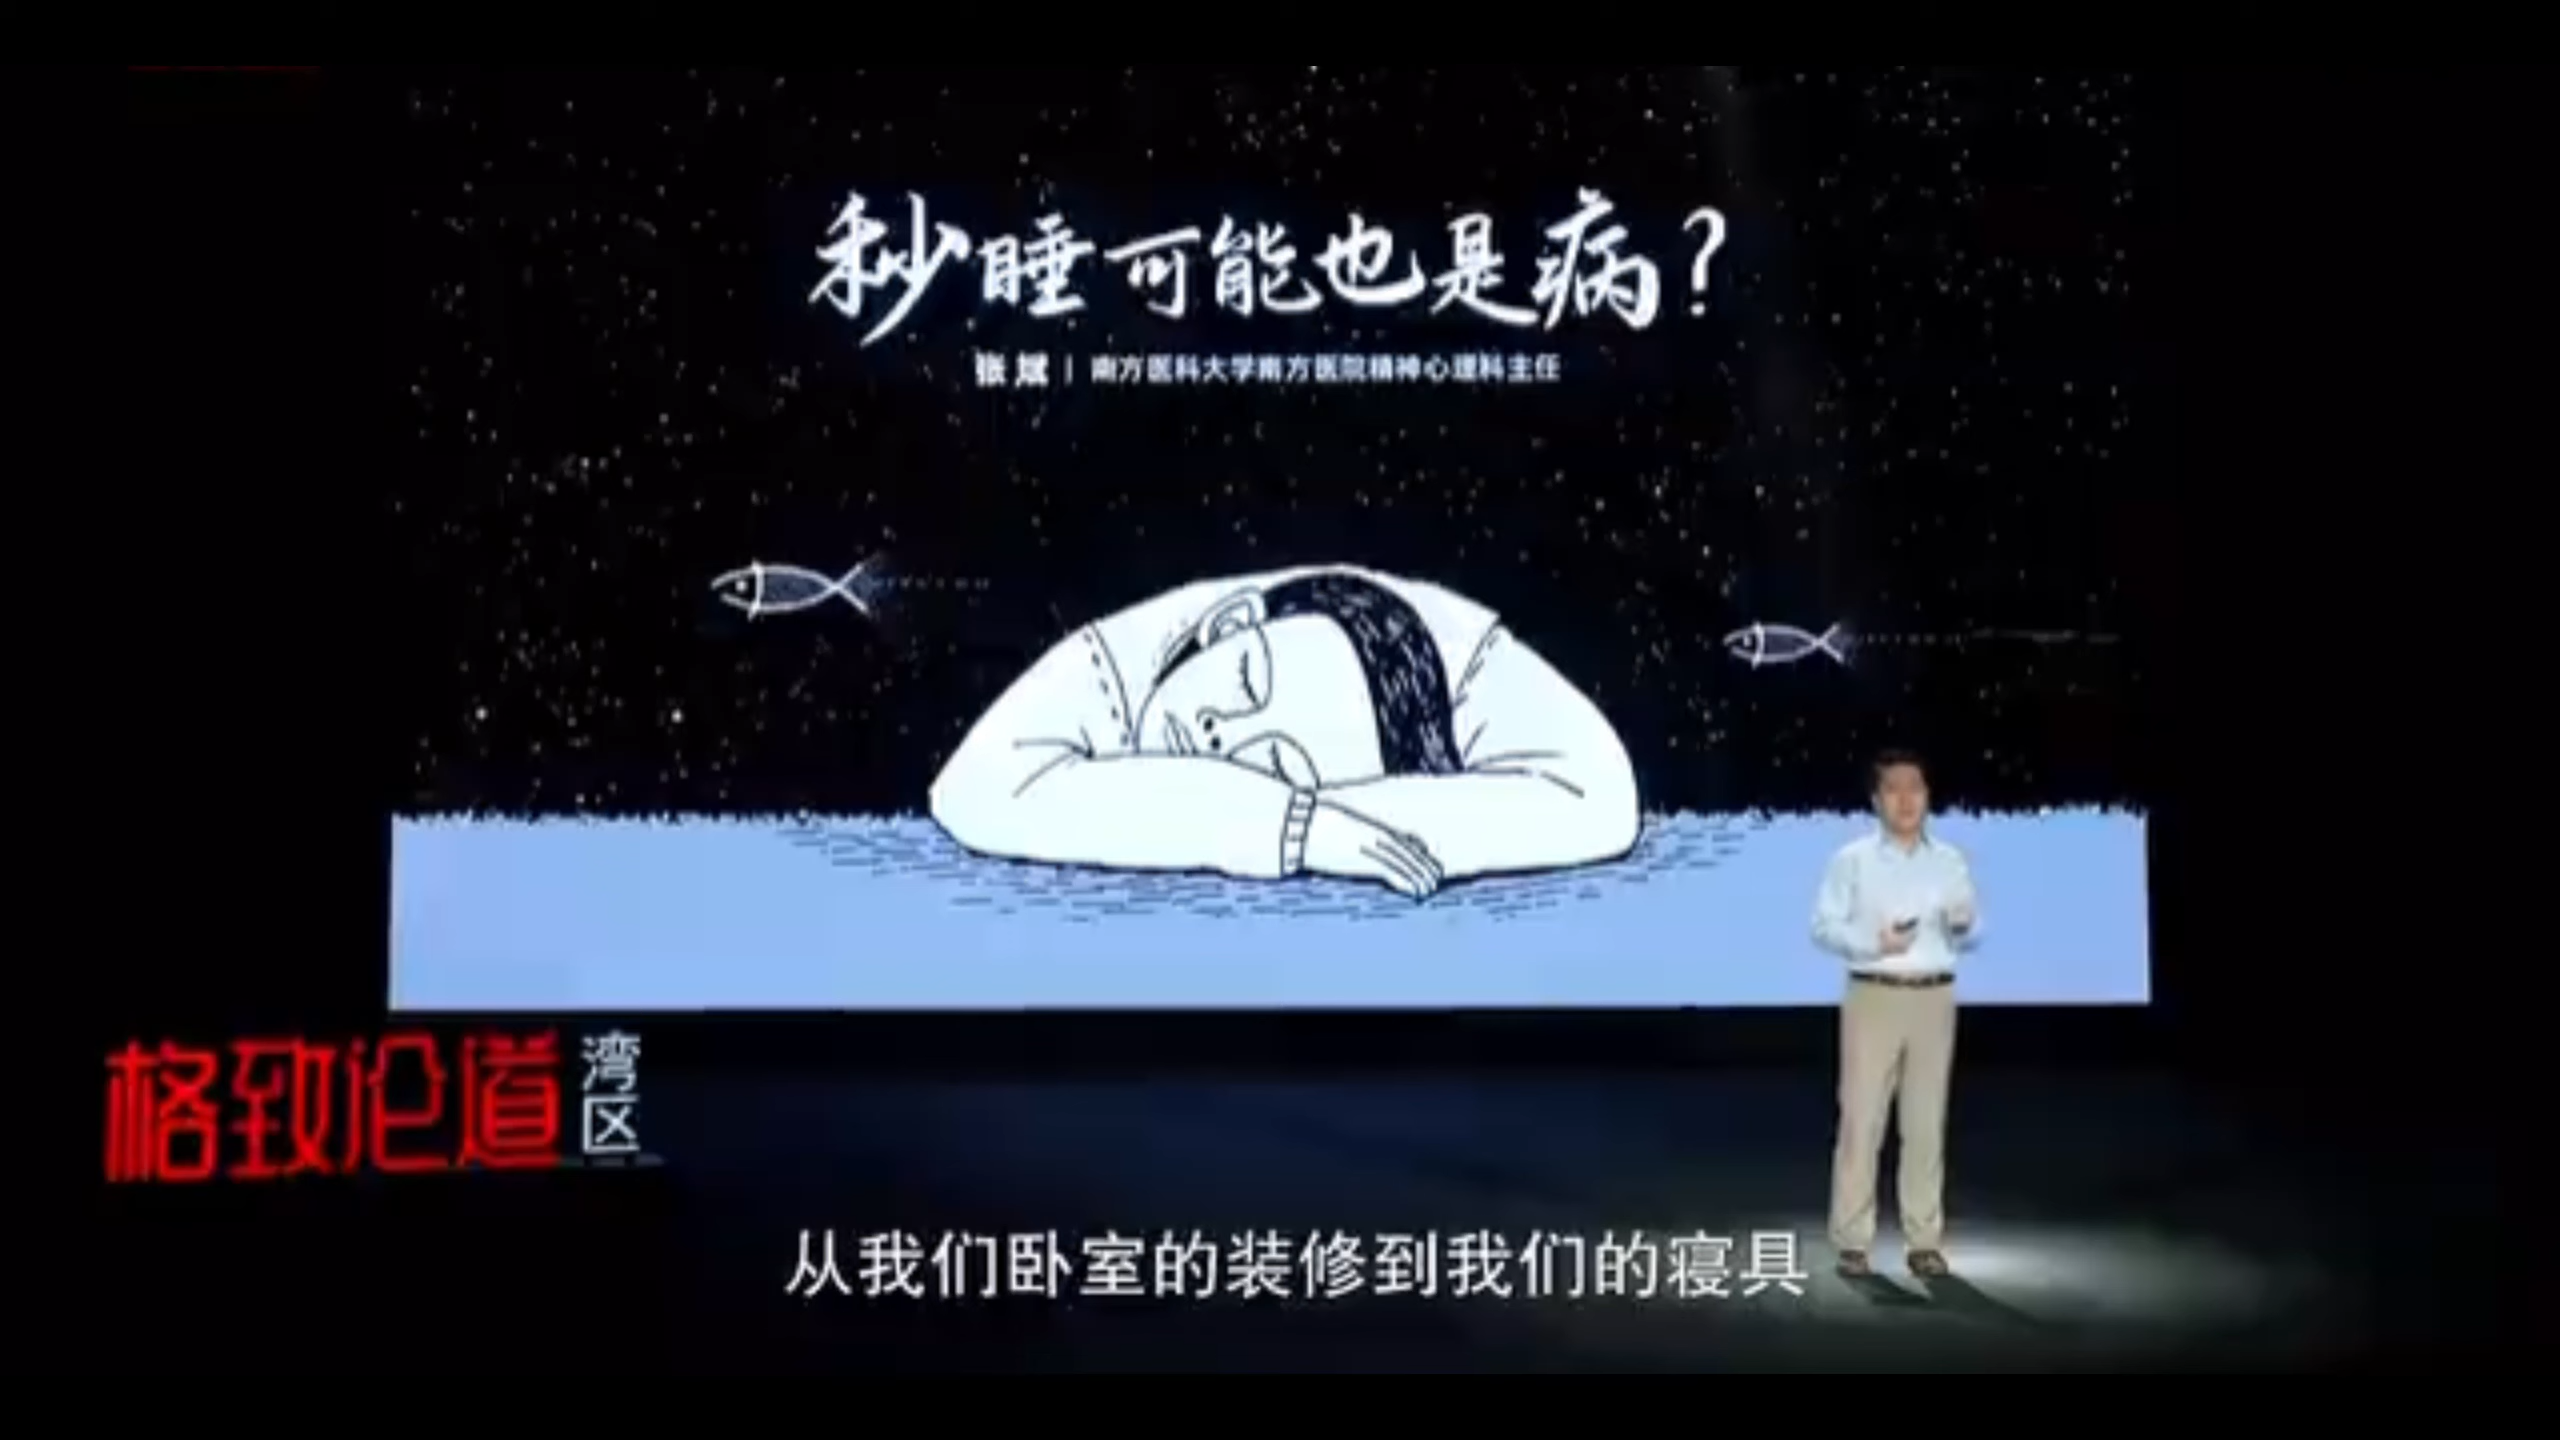 秒睡可能也是病?
张斌 | 南方医科大学南方医院精神心理科主任
格致论道
湾区
从我们卧室的装修到我们的寝具